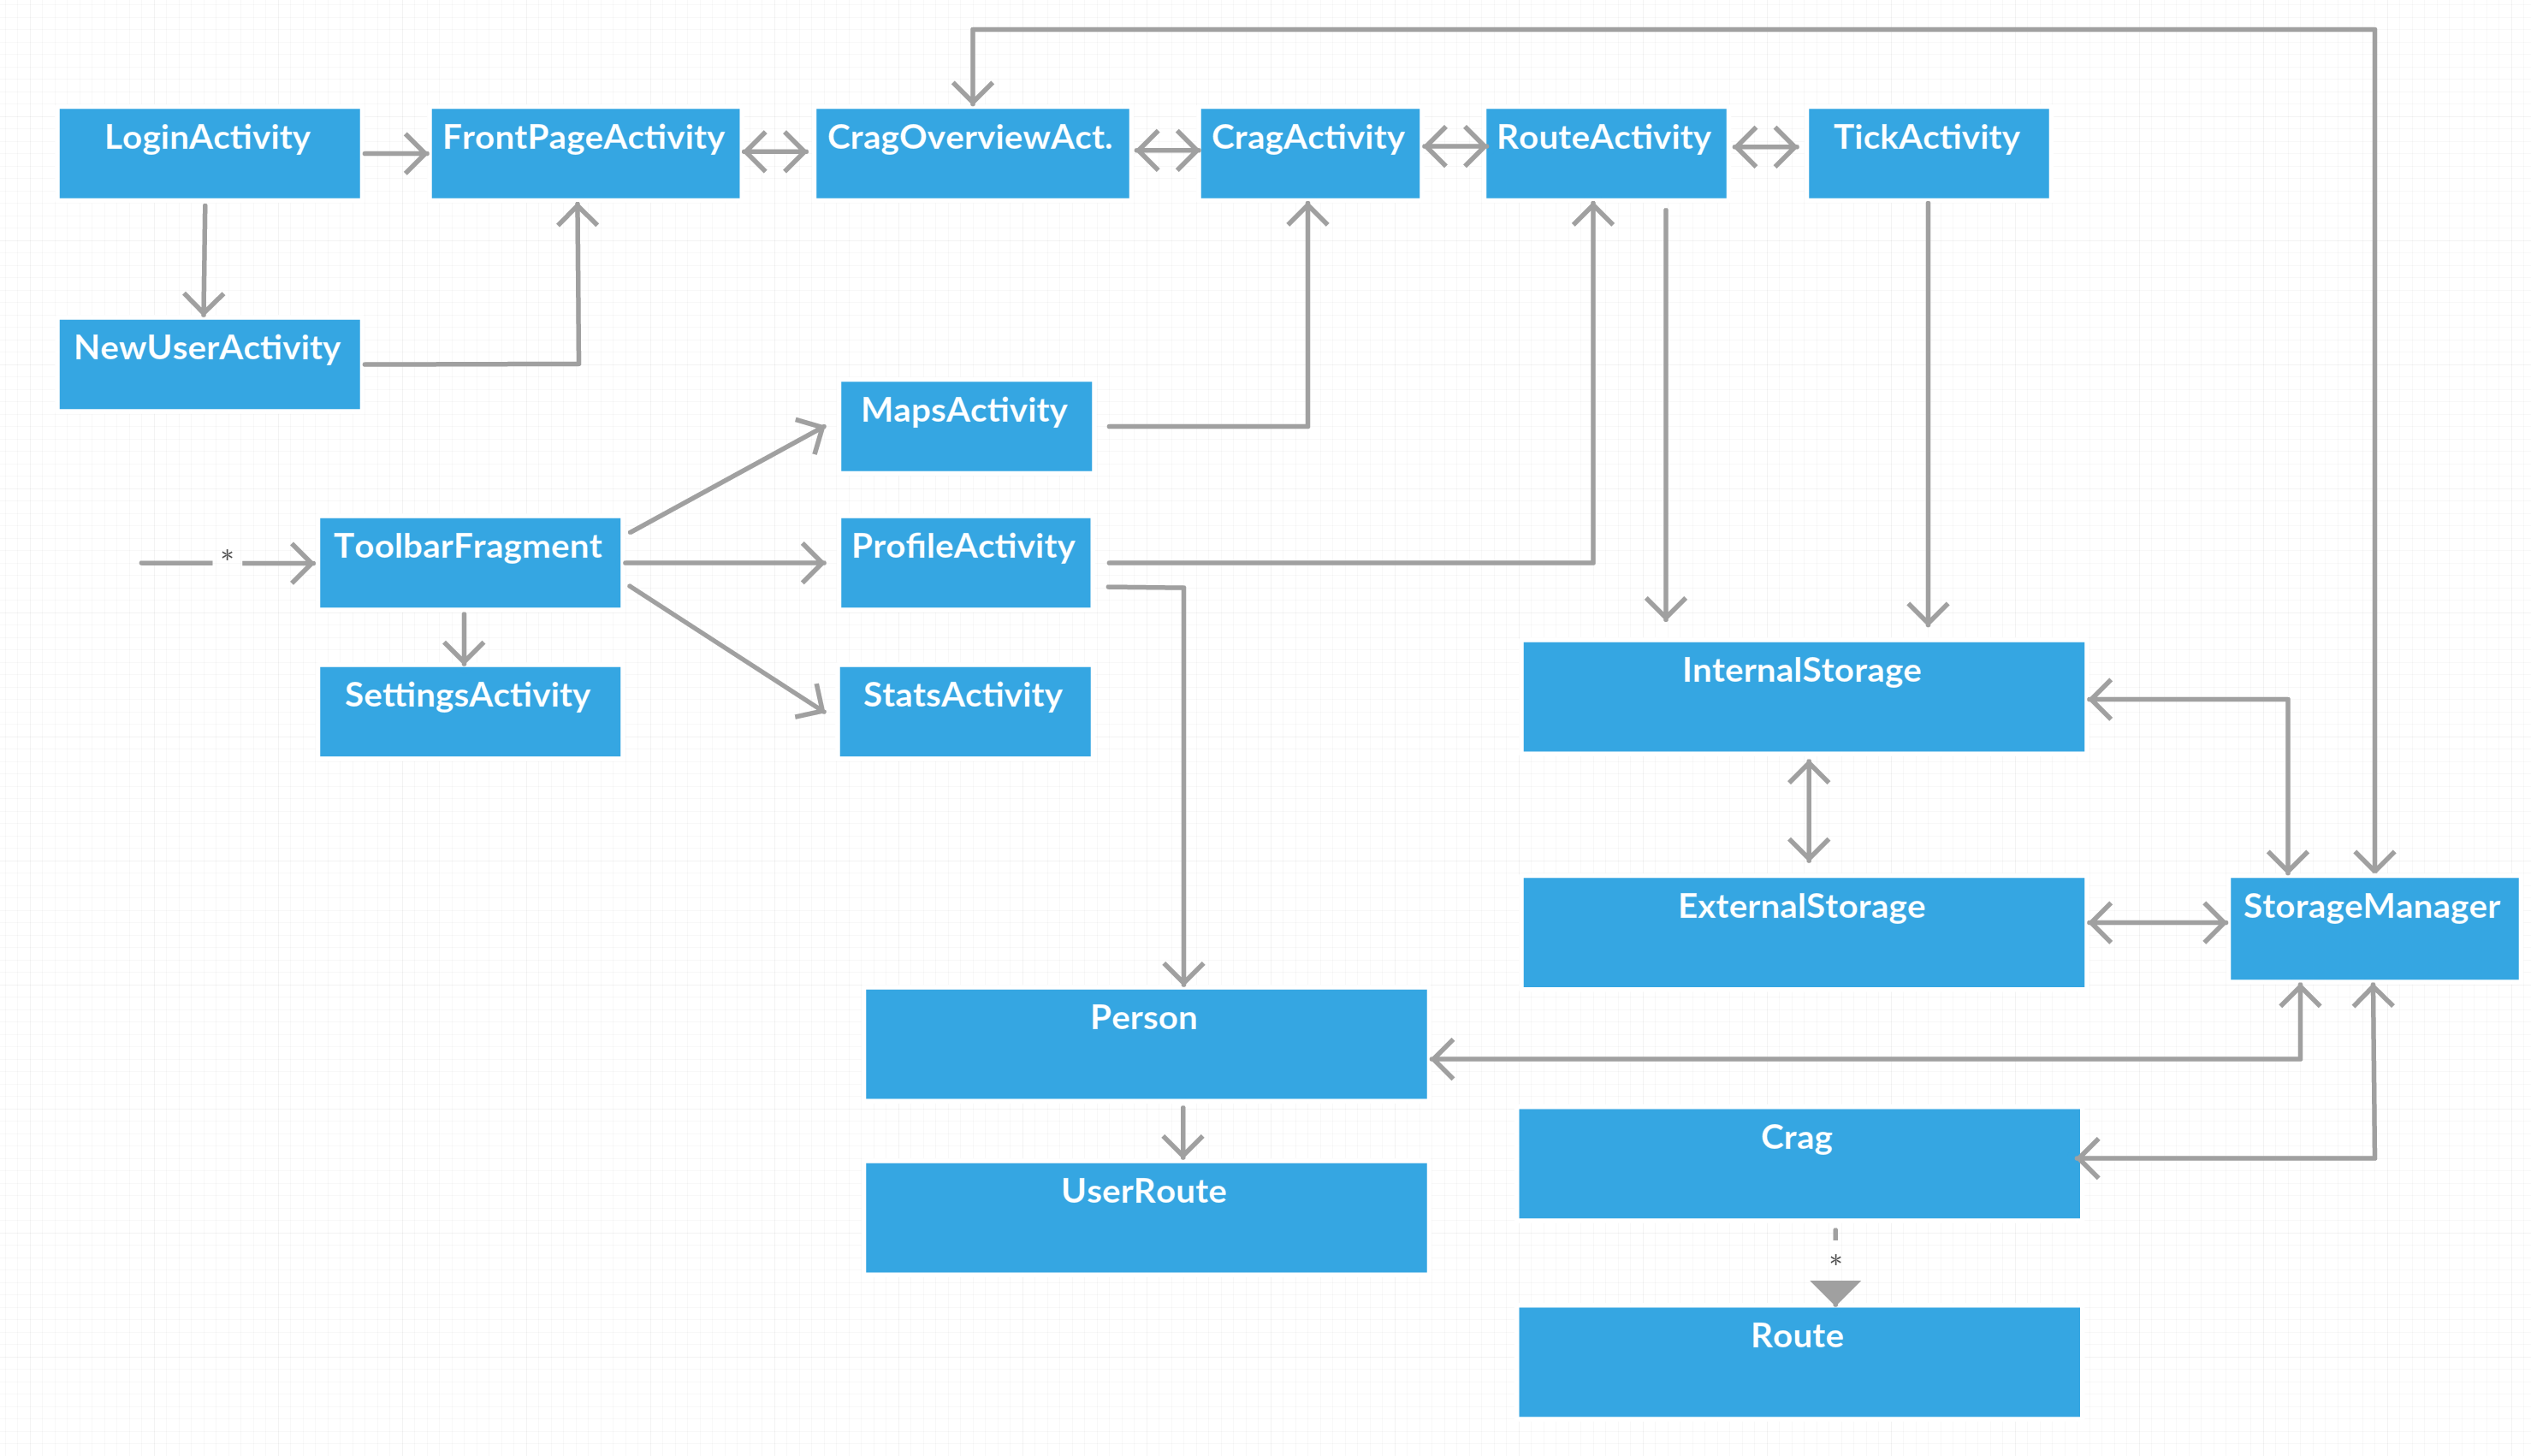 LoginActivity
FrontPageActivity
CragOverviewAct.
CragActivity
RouteActivity
TickActivity
NewUserActivity
MapsActivity
*
ToolbarFragment
ProfileActivity
SettingsActivity
StatsActivity
InternalStorage
ExternalStorage
StorageManager
Person
Crag
UserRoute
*
Route